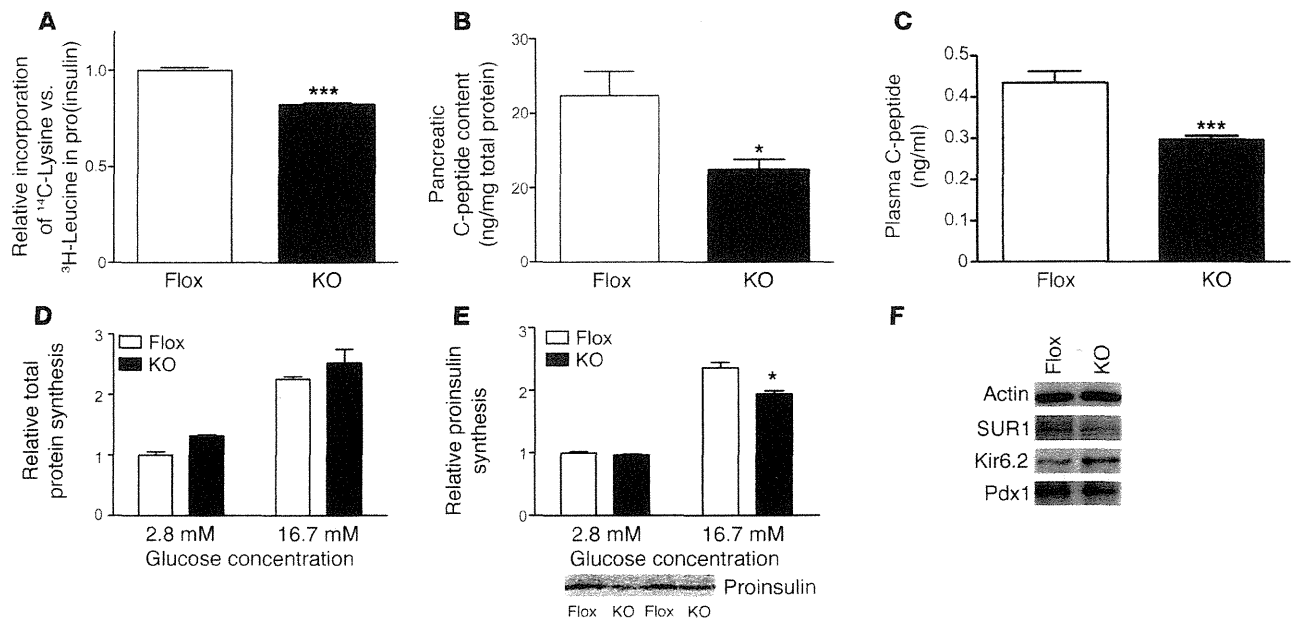 A
Relative incorporation
of ¹⁴C-Lysine vs.
³H-Leucine in pro(insulin)
1.0
0.5
0
***
Flox
KO
B
Pancreatic
C-peptide content
(ng/mg total protein)
30
20
20
0
*
Flox
KO
C
Plasma C-peptide
(ng/ml)
0.5
0.4
0.3
0.2
0.1
0
***
Flox
KO
D
Relative total
protein synthesis
3
2
1
0
Flox
KO
2.8 mM
16.7 mM
Glucose concentration
E
Relative proinsulin
synthesis
3
2
1
0
Flox
KO
*
2.8 mM
16.7 mM
Glucose concentration
Proinsulin
Flox KO Flox KO
F
Flox
KO
Actin
SUR1
Kir6.2
Pdx1